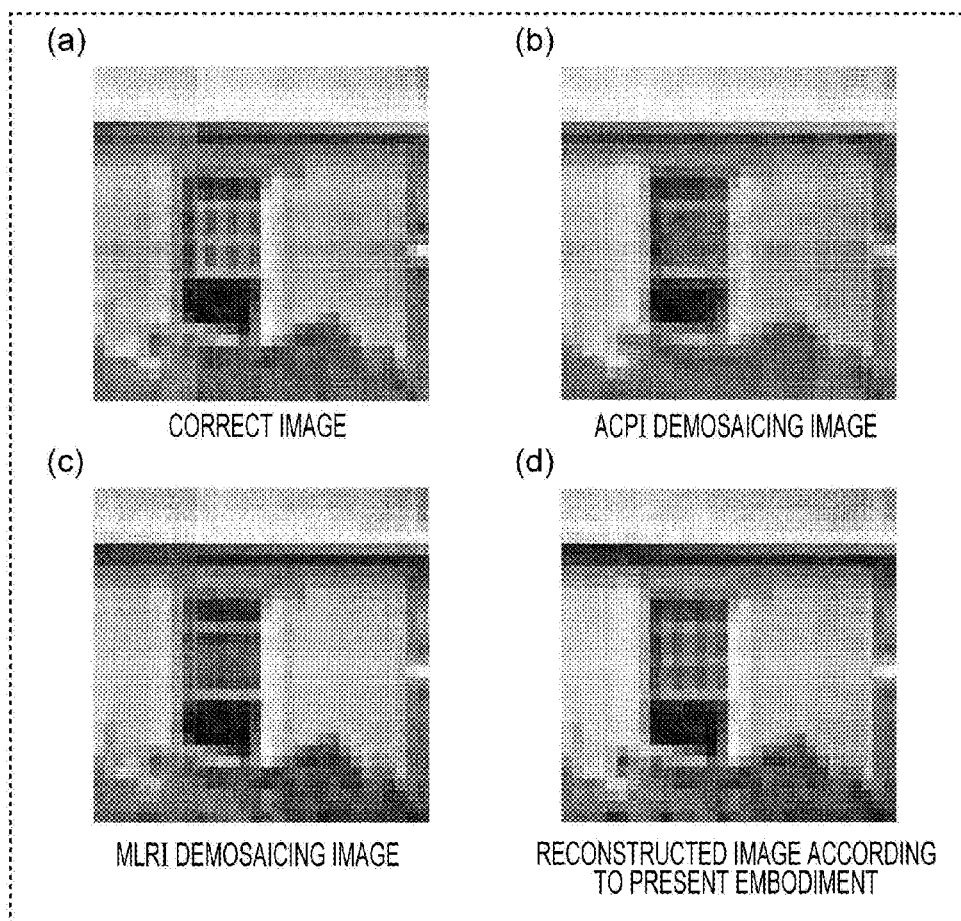 (a)
(b)
CORRECT IMAGE
ACPI DEMOSAICING IMAGE
(c)
(d)
MLRI DEMOSAICING IMAGE
RECONSTRUCTED IMAGE ACCORDING
TO PRESENT EMBODIMENT